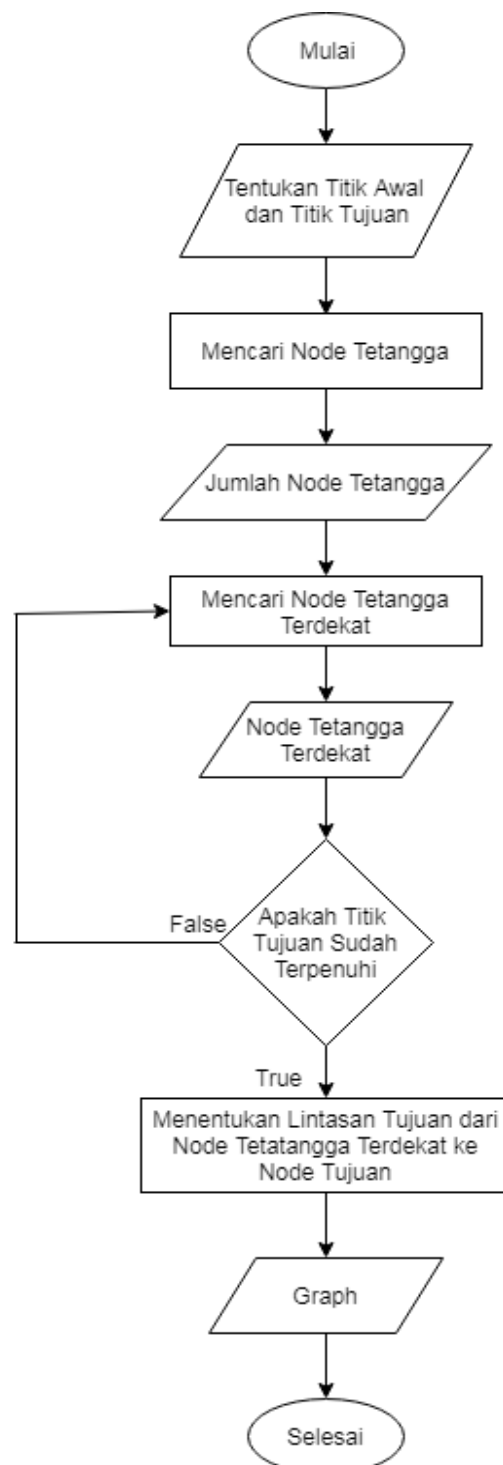 Mulai
Tentukan Titik Awal
dan Titik Tujuan
Mencari Node Tetangga
Jumlah Node Tetangga
Mencari Node Tetangga
Terdekat
Node Tetangga
Terdekat
False
Apakah Titik
Tujuan Sudah
Terpenuhi
True
Menentukan Lintasan Tujuan dari
Node Tetatangga Terdekat ke
Node Tujuan
Graph
Selesai